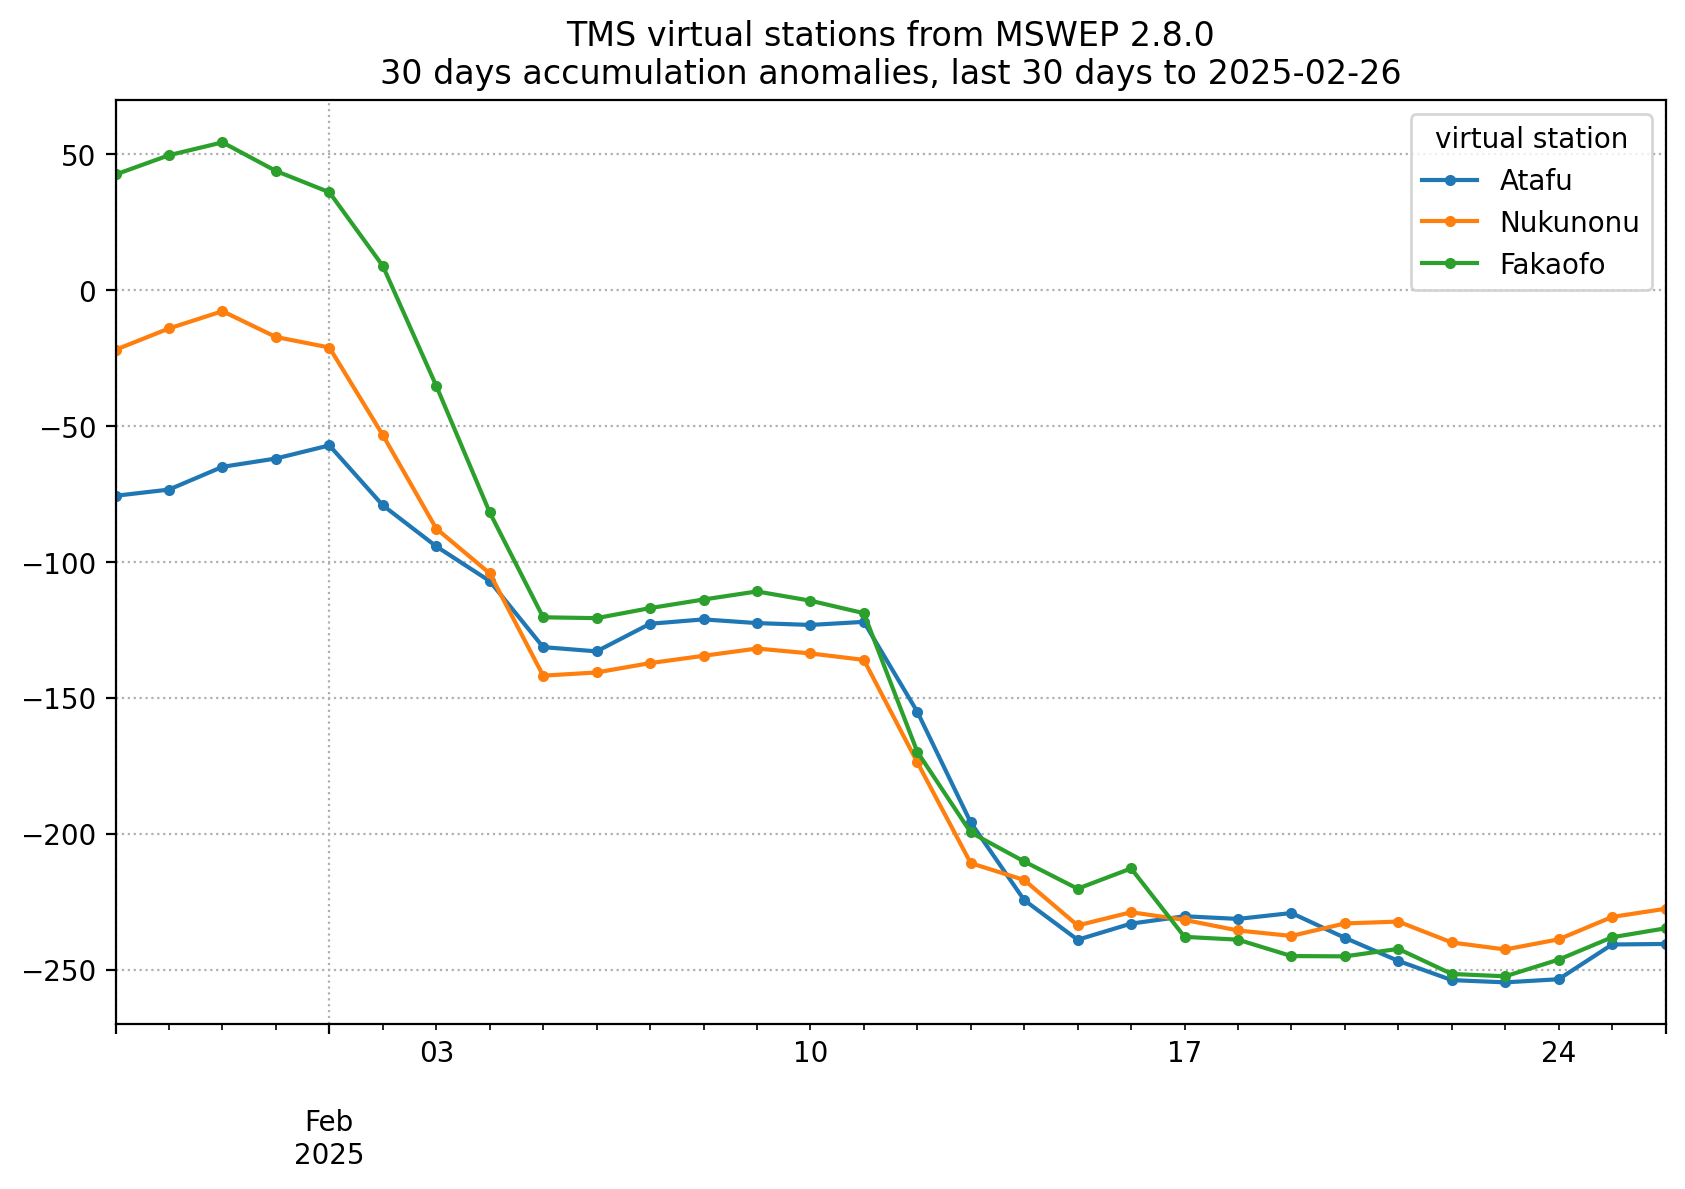 TMS virtual stations from MSWEP 2.8.0
30 days accumulation anomalies, last 30 days to 2025-02-26
virtual station
Atafu
Nukunonu
Fakaofo
50
0
−50
−100
−150
−200
−250
03
10
17
24
Feb
2025